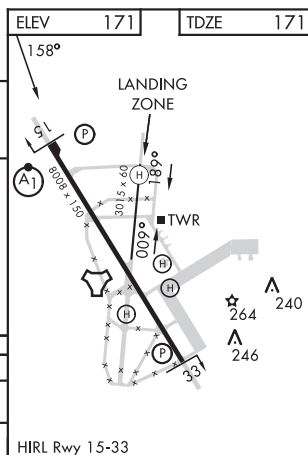 ELEV 171
TDZE 171
158°
LANDING
ZONE
15
P
A1
8008 x 150
3015 x 60
H
189°
TWR
009°
H
H
H
P
33
264
240
246
HIRL Rwy 15-33